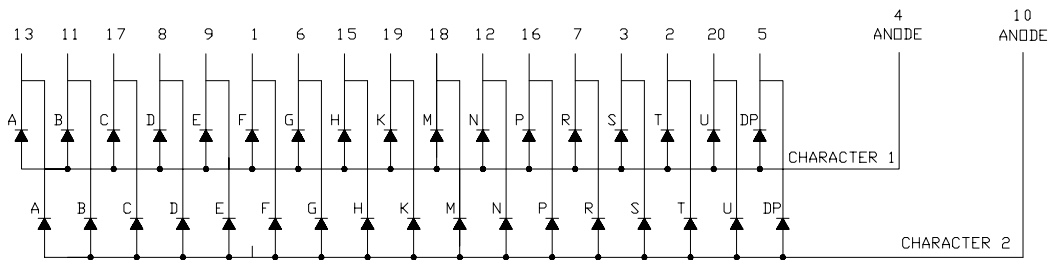 4 10
13 11 17 8 9 1 6 15 19 18 12 16 7 3 2 20 5 ANODE ANODE
A B C D E F G H K M N P R S T U DP
CHARACTER 1
A B C D E F G H K M N P R S T U DP
CHARACTER 2